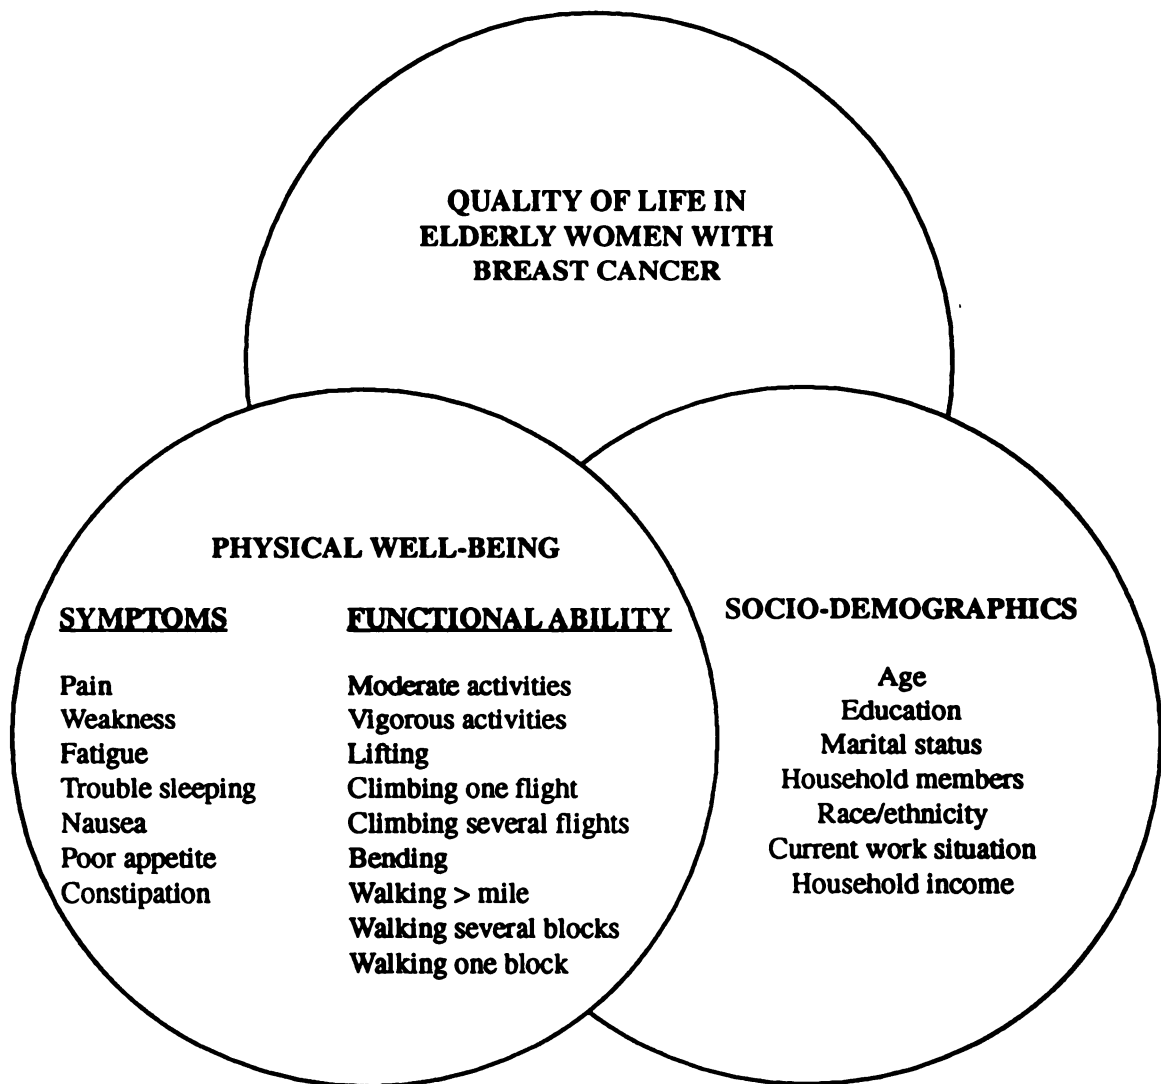 QUALITY OF LIFE IN
ELDERLY WOMEN WITH
BREAST CANCER
PHYSICAL WELL-BEING
SYMPTOMS
Pain
Weakness
Fatigue
Trouble sleeping
Nausea
Poor appetite
Constipation
FUNCTIONAL ABILITY
Moderate activities
Vigorous activities
Lifting
Climbing one flight
Climbing several flights
Bending
Walking > mile
Walking several blocks
Walking one block
SOCIO-DEMOGRAPHICS
Age
Education
Marital status
Household members
Race/ethnicity
Current work situation
Household income